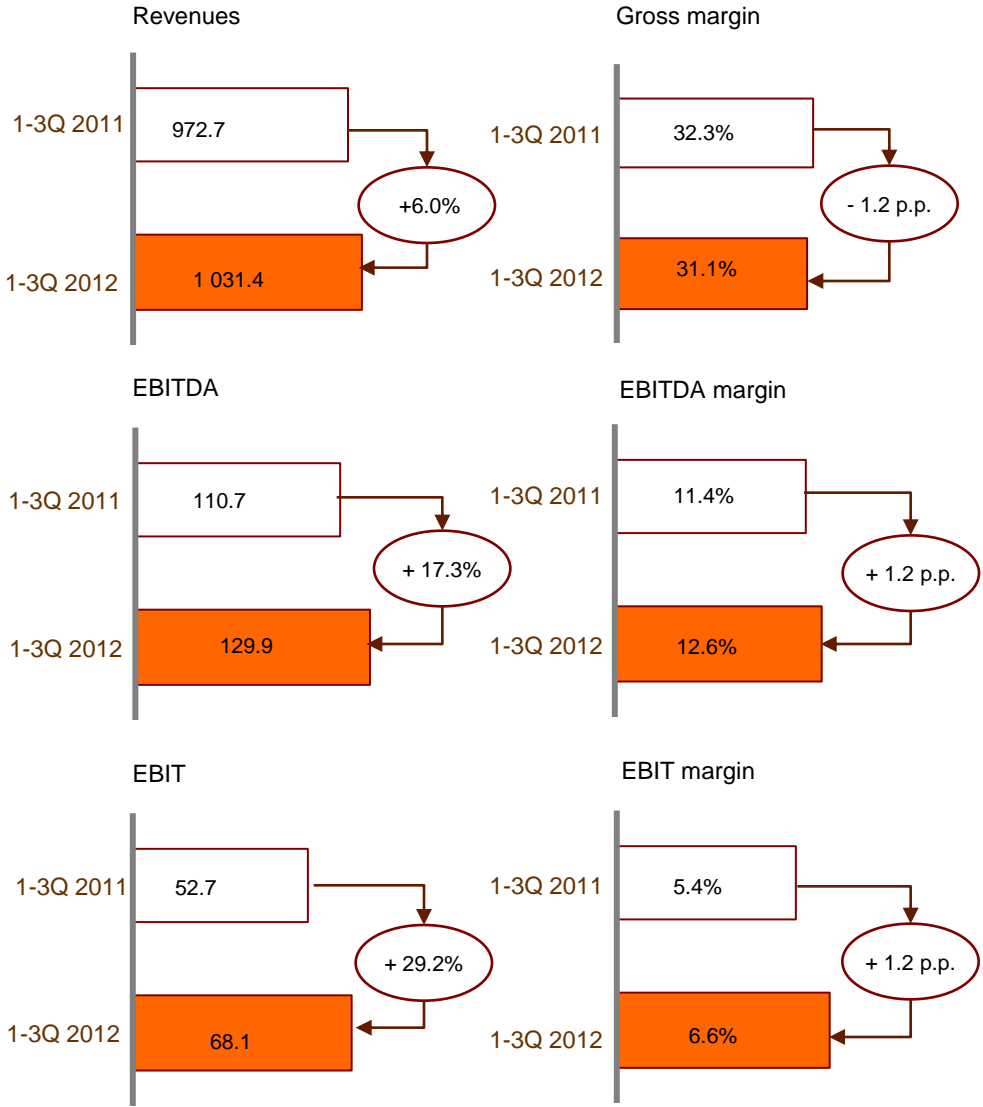 Revenues
1-3Q 2011
972.7
+6.0%
1-3Q 2012
1 031.4
Gross margin
1-3Q 2011
32.3%
- 1.2 p.p.
1-3Q 2012
31.1%
EBITDA
1-3Q 2011
110.7
+ 17.3%
1-3Q 2012
129.9
EBITDA margin
1-3Q 2011
11.4%
+ 1.2 p.p.
1-3Q 2012
12.6%
EBIT
1-3Q 2011
52.7
+ 29.2%
1-3Q 2012
68.1
EBIT margin
1-3Q 2011
5.4%
+ 1.2 p.p.
1-3Q 2012
6.6%